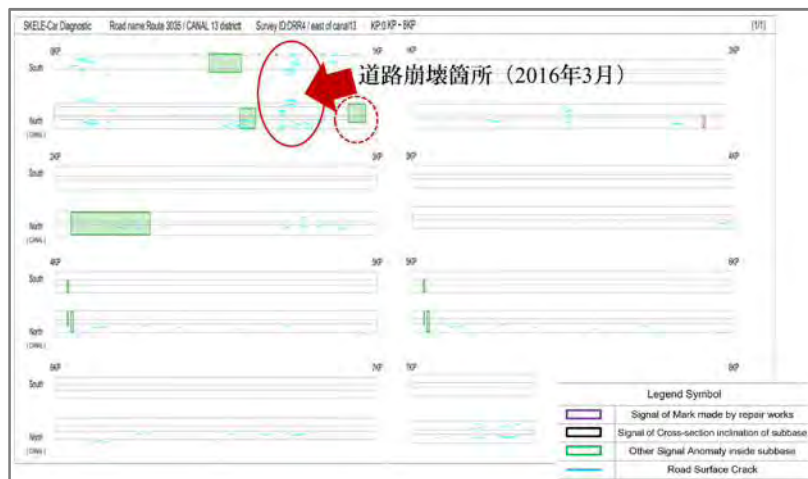 SKELE-Car Diagnostic Road name:Route 3035 / CANAL 13 district Survey ID:DRR4 / east of canal13 KP:0 KP - 8KP (1/1)
0KP 1KP 1KP 2KP
South
道路崩壊箇所（2016年3月）
North
(CANAL)
2KP 3KP 3KP 4KP
South
North
(CANAL)
4KP 5KP 5KP 6KP
South
North
(CANAL)
6KP 7KP 7KP 8KP
South
North
(CANAL)
Legend Symbol
Signal of Mark made by repair works
Signal of Cross-section inclination of subbase
Other Signal Anomaly inside subbase
Road Surface Crack